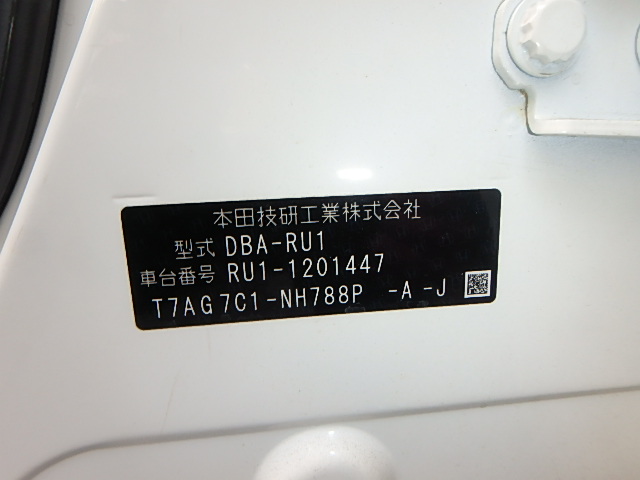 本田技研工業株式会社
型式 DBA-RU1
車台番号 RU1-1201447
T7AG7C1-NH788P -A -J